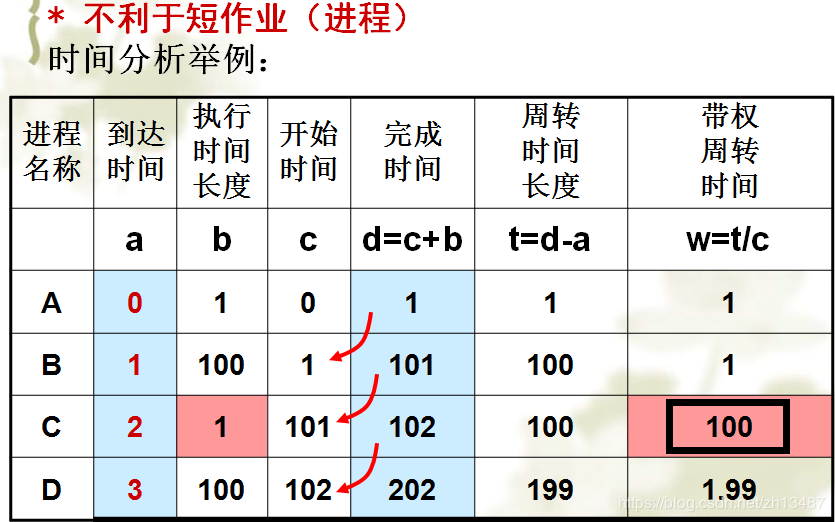 * 不利于短作业（进程）
时间分析举例：
进程名称 到达时间 执行时间长度 开始时间 完成时间 周转时间长度 带权周转时间
a b c d=c+b t=d-a w=t/c
A 0 1 0 1 1 1
B 1 100 1 101 100 1
C 2 1 101 102 100 100
D 3 100 102 202 199 1.99
https://blog.csdn.net/zh13487